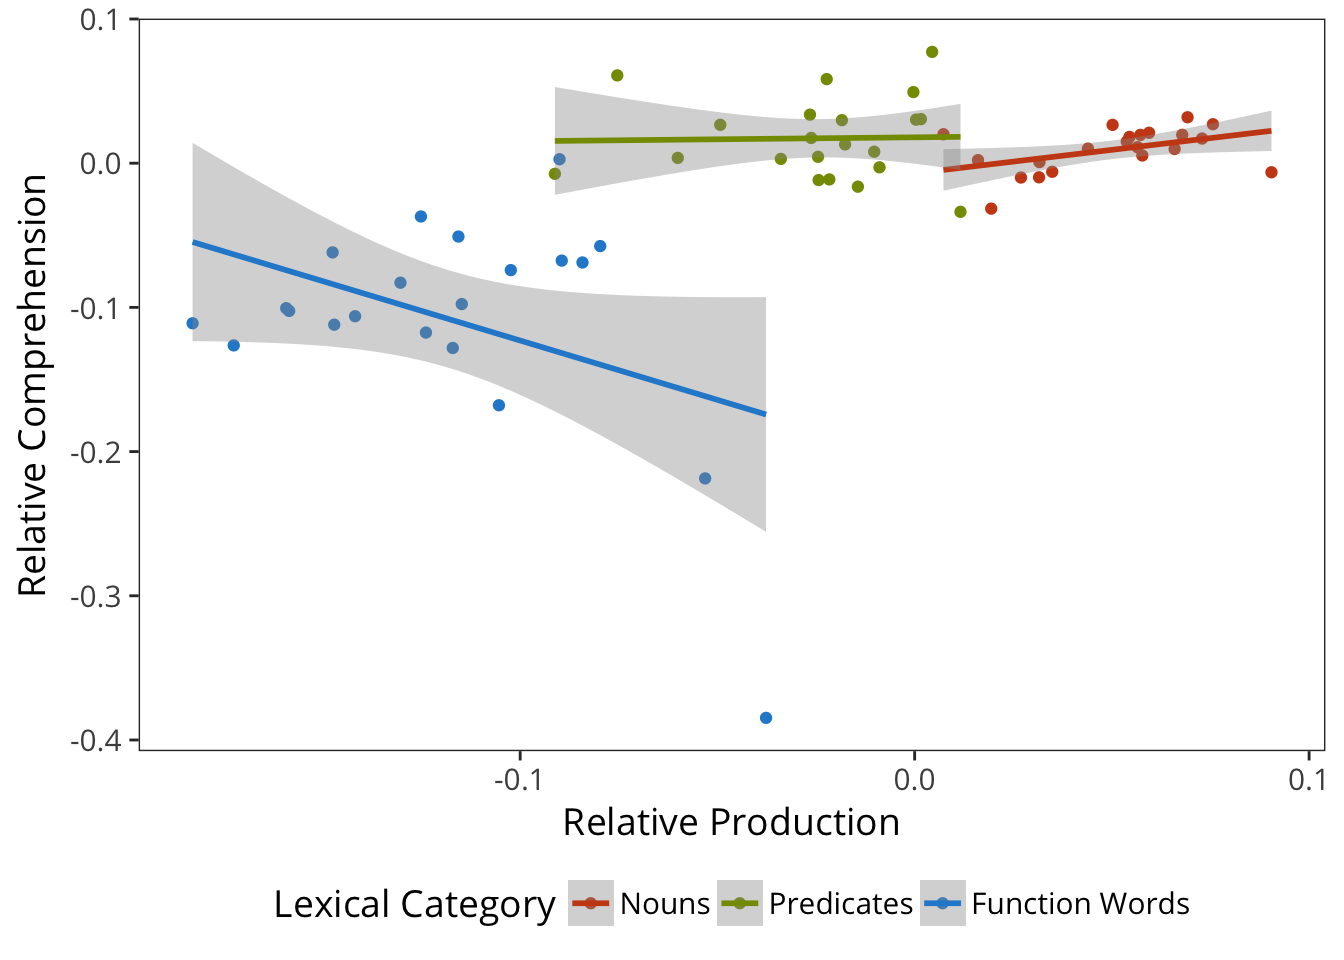 0.1
0.0
-0.1
-0.2
-0.3
-0.4
Relative Comprehension
-0.1 0.0 0.1
Relative Production
Lexical Category Nouns Predicates Function Words